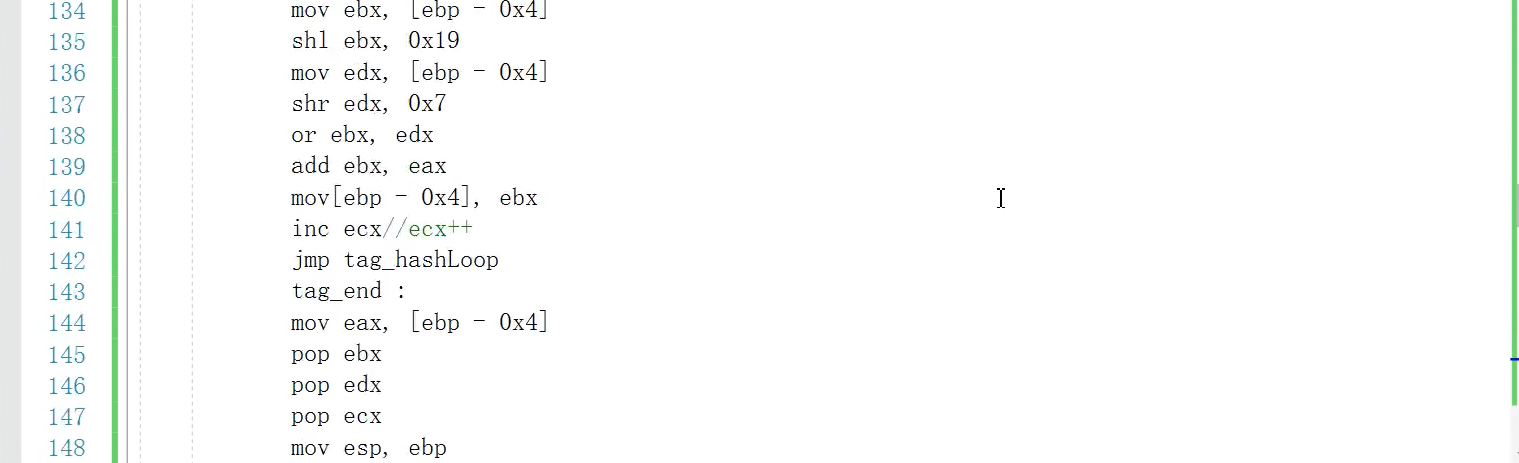 134 mov ebx, [ebp - 0x4]
135 shl ebx, 0x19
136 mov edx, [ebp - 0x4]
137 shr edx, 0x7
138 or ebx, edx
139 add ebx, eax
140 mov[ebp - 0x4], ebx
141 inc ecx//ecx++
142 jmp tag_hashLoop
143 tag_end :
144 mov eax, [ebp - 0x4]
145 pop ebx
146 pop edx
147 pop ecx
148 mov esp, ebp